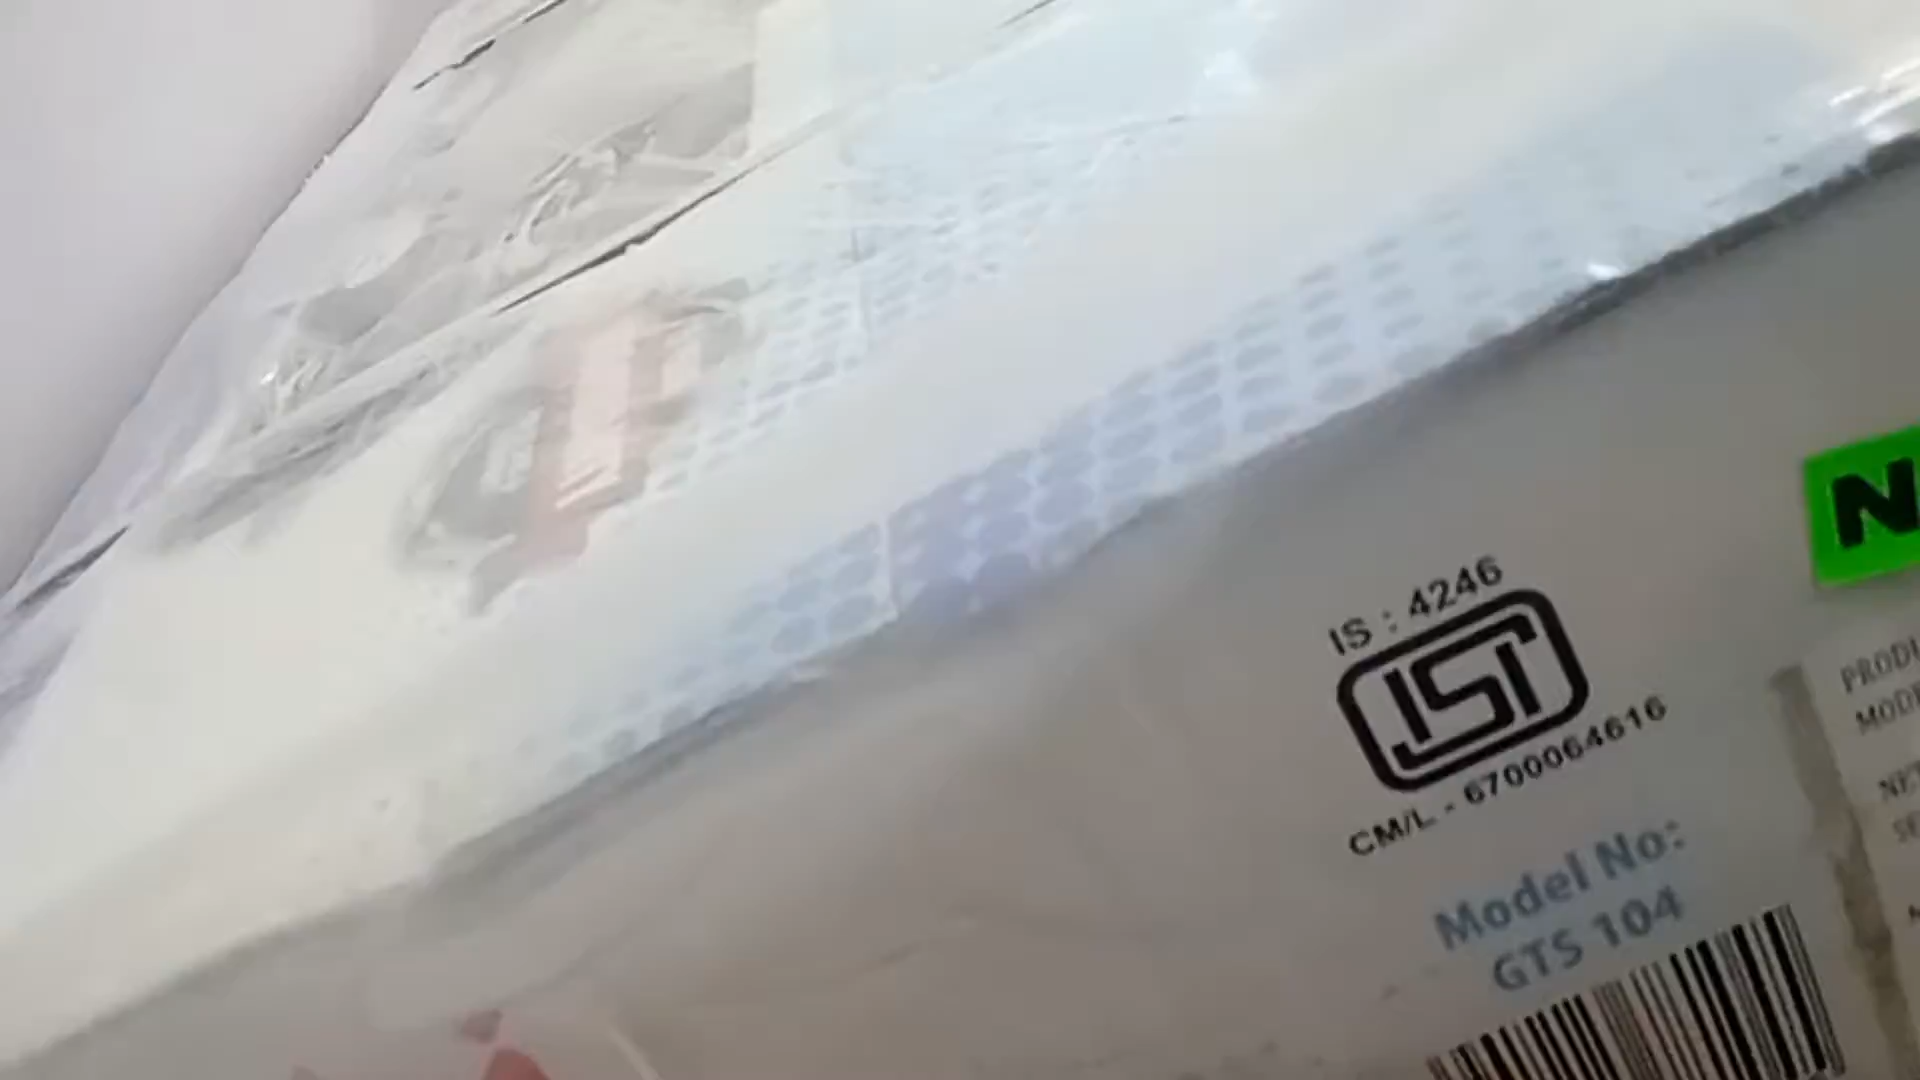 IS : 4246
ISI
CM/L - 6700064616
Model No:
GTS 104
N